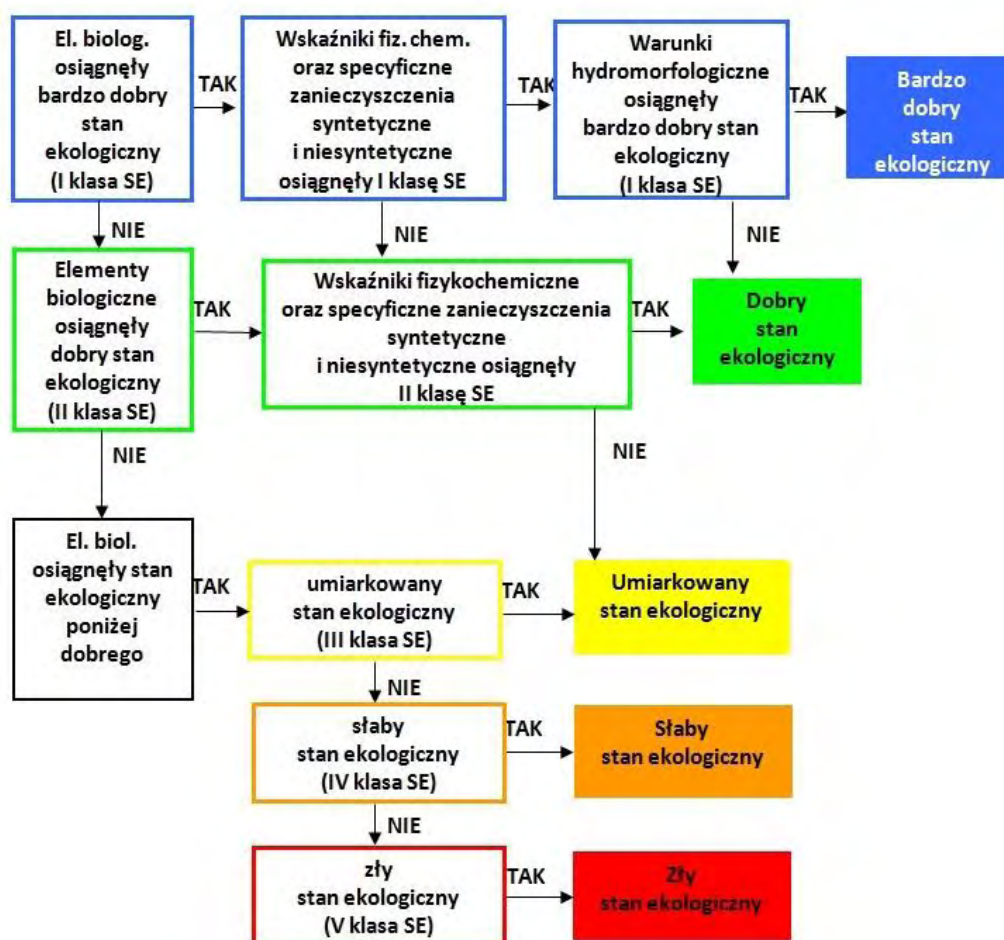 El. biolog.
osiągnęły
bardzo dobry
stan
ekologiczny
(I klasa SE)
TAK
Wskaźniki fiz. chem.
oraz specyficzne
zanieczyszczenia
syntetyczne
i niesyntetyczne
osiągnęły I klasę SE
TAK
Warunki
hydromorfologiczne
osiągnęły
bardzo dobry stan
ekologiczny
(I klasa SE)
TAK
Bardzo
dobry
stan
ekologiczny
NIE
NIE
NIE
Elementy
biologiczne
osiągnęły
dobry stan
ekologiczny
(II klasa SE)
TAK
Wskaźniki fizykochemiczne
oraz specyficzne zanieczyszczenia
syntetyczne
i niesyntetyczne osiągnęły
II klasę SE
TAK
Dobry
stan
ekologiczny
NIE
NIE
El. biol.
osiągnęły stan
ekologiczny
poniżej
dobrego
TAK
umiarkowany
stan ekologiczny
(III klasa SE)
TAK
Umiarkowany
stan ekologiczny
NIE
słaby
stan ekologiczny
(IV klasa SE)
TAK
Słaby
stan ekologiczny
NIE
zły
stan ekologiczny
(V klasa SE)
TAK
Zły
stan ekologiczny